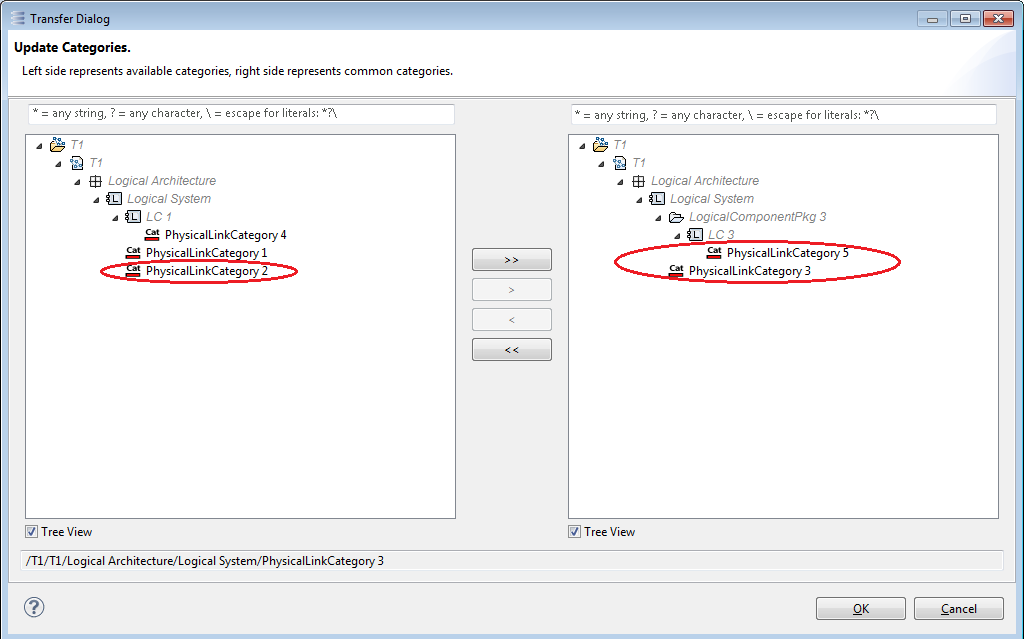 Transfer Dialog
Update Categories.
Left side represents available categories, right side represents common categories.
* = any string, ? = any character, \ = escape for literals: *?\
T1
T1
Logical Architecture
L Logical System
L LC 1
Cat PhysicalLinkCategory 4
Cat PhysicalLinkCategory 1
Cat PhysicalLinkCategory 2
Tree View
>>
>
<
<<
* = any string, ? = any character, \ = escape for literals: *?\
T1
T1
Logical Architecture
L Logical System
LogicalComponentPkg 3
L LC 3
Cat PhysicalLinkCategory 5
Cat PhysicalLinkCategory 3
Tree View
/T1/T1/Logical Architecture/Logical System/PhysicalLinkCategory 3
?
OK
Cancel